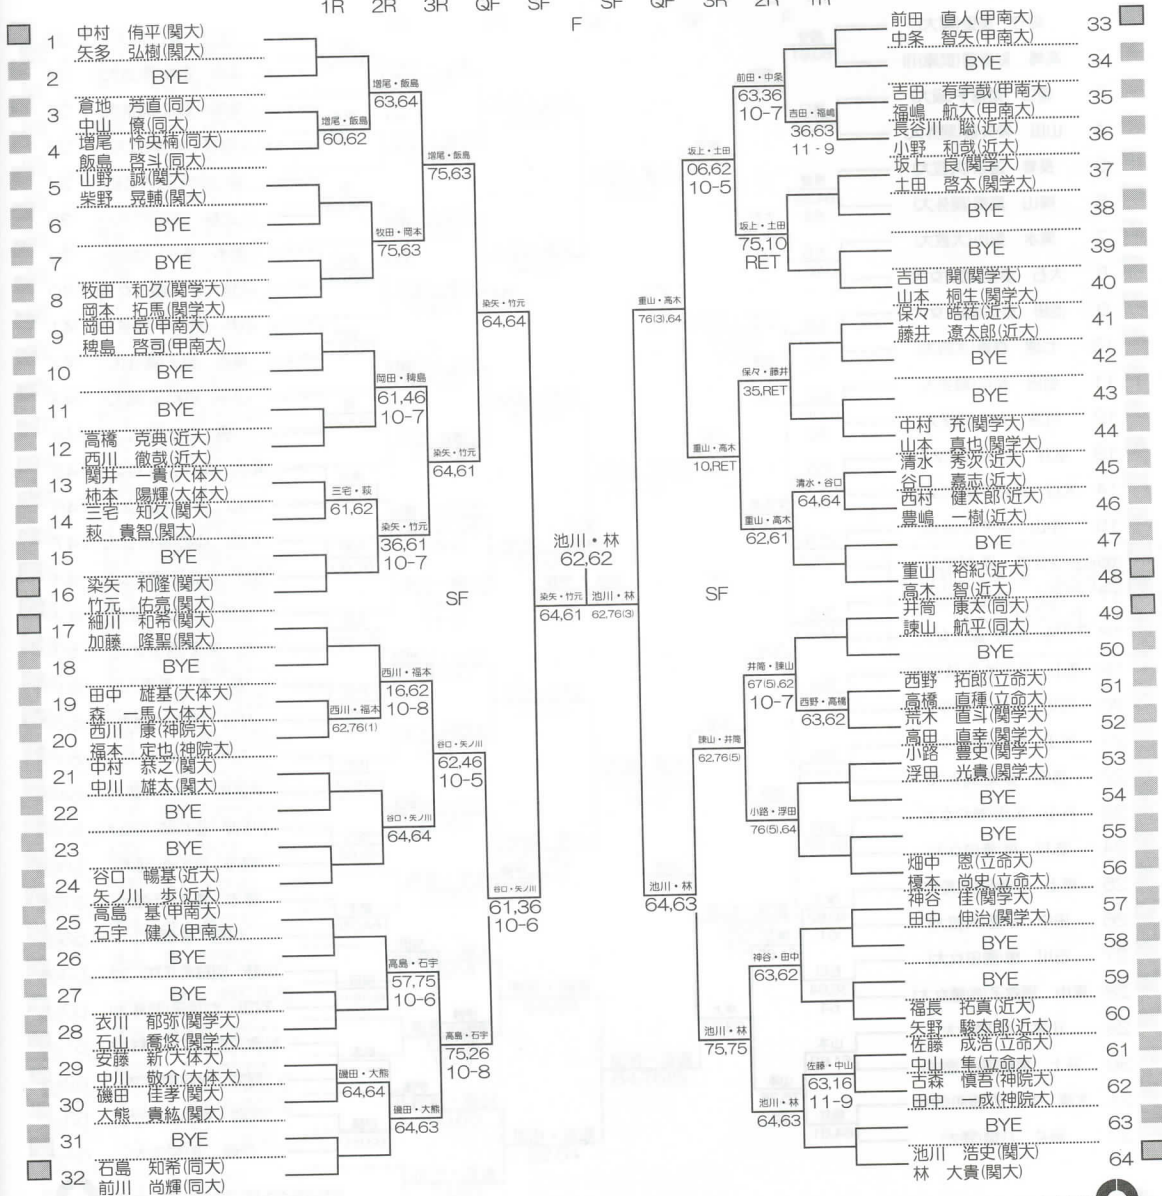 1R 2R 3R QF SF F SF QF 3R 2R 1R
1 中村 侑平(関大)
矢多 弘樹(関大)
2 BYE
3 倉地 芳直(同大)
中山 僚(同大)
4 増尾 怜央楠(同大)
飯島 啓斗(同大)
5 山野 誠(関大)
柴野 晃輔(関大)
6 BYE
7 BYE
8 牧田 和久(関学大)
岡本 拓馬(関学大)
9 岡田 岳(甲南大)
稗島 啓司(甲南大)
10 BYE
11 BYE
12 高橋 克典(近大)
西川 徹哉(近大)
13 関井 一貴(大体大)
柿本 陽輝(大体大)
14 三宅 知久(関大)
萩 貴智(関大)
15 BYE
16 染矢 和隆(関大)
竹元 佑亮(関大)
17 細川 和希(関大)
加藤 隆聖(関大)
18 BYE
19 田中 雄基(大体大)
森 一馬(大体大)
20 西川 康(神院大)
福本 定也(神院大)
21 中村 恭之(関大)
中川 雄太(関大)
22 BYE
23 BYE
24 谷口 暢基(近大)
矢ノ川 歩(近大)
25 高島 基(甲南大)
石宇 健人(甲南大)
26 BYE
27 BYE
28 衣川 郁弥(関学大)
石山 喬悠(関学大)
29 安藤 新(大体大)
中川 敬介(大体大)
30 磯田 佳孝(関大)
大熊 貴紘(関大)
31 BYE
32 石島 知希(同大)
前川 尚輝(同大)
増尾・飯島
60,62
三宅・萩
61,62
西川・福本
62,76(1)
磯田・大熊
64,64
増尾・飯島
63,64
牧田・岡本
75,63
岡田・稗島
61,46
10-7
染矢・竹元
36,61
10-7
西川・福本
16,62
10-8
谷口・矢ノ川
64,64
高島・石宇
57,75
10-6
磯田・大熊
64,63
増尾・飯島
75,63
染矢・竹元
64,61
谷口・矢ノ川
62,46
10-5
高島・石宇
75,26
10-8
染矢・竹元
64,64
谷口・矢ノ川
61,36
10-6
SF
染矢・竹元
64,61
池川・林
62,62
池川・林
62,76(3)
SF
重山・高木
76(3),64
池川・林
64,63
坂上・土田
06,62
10-5
重山・高木
10,RET
諫山・井筒
62,76(5)
池川・林
75,75
前田・中条
63,36
10-7
坂上・土田
75,10
RET
保々・藤井
35,RET
重山・高木
62,61
井筒・諫山
67(5),62
10-7
小路・浮田
76(5),64
神谷・田中
63,62
池川・林
64,63
吉田・福嶋
36,63
11-9
清水・谷口
64,64
西野・高橋
63,62
佐藤・中山
63,16
11-9
前田 直人(甲南大) 33
中条 智矢(甲南大)
BYE 34
吉田 有宇哉(甲南大) 35
福嶋 航大(甲南大)
長谷川 聡(近大) 36
小野 和哉(近大)
坂上 良(関学大) 37
土田 啓太(関学大)
BYE 38
BYE 39
吉田 開(関学大) 40
山本 桐生(関学大)
保々 皓祐(近大) 41
藤井 遼太郎(近大)
BYE 42
BYE 43
中村 充(関学大) 44
山本 真也(関学大)
清水 秀次(近大) 45
谷口 嘉志(近大)
西村 健太郎(近大) 46
豊嶋 一樹(近大)
BYE 47
重山 裕紀(近大) 48
高木 智(近大)
井筒 康太(同大) 49
諫山 航平(同大)
BYE 50
西野 拓郎(立命大) 51
高橋 直種(立命大)
荒木 直斗(関学大) 52
高田 直幸(関学大)
小路 豊史(関学大) 53
浮田 光貴(関学大)
BYE 54
BYE 55
畑中 恩(立命大) 56
榎本 尚史(立命大)
神谷 佳(関学大) 57
田中 伸治(関学大)
BYE 58
BYE 59
福長 拓真(近大) 60
矢野 駿太郎(近大)
佐藤 成浩(立命大) 61
中山 隼(立命大)
古森 慎吾(神院大) 62
田中 一成(神院大)
BYE 63
池川 浩史(関大) 64
林 大貴(関大)